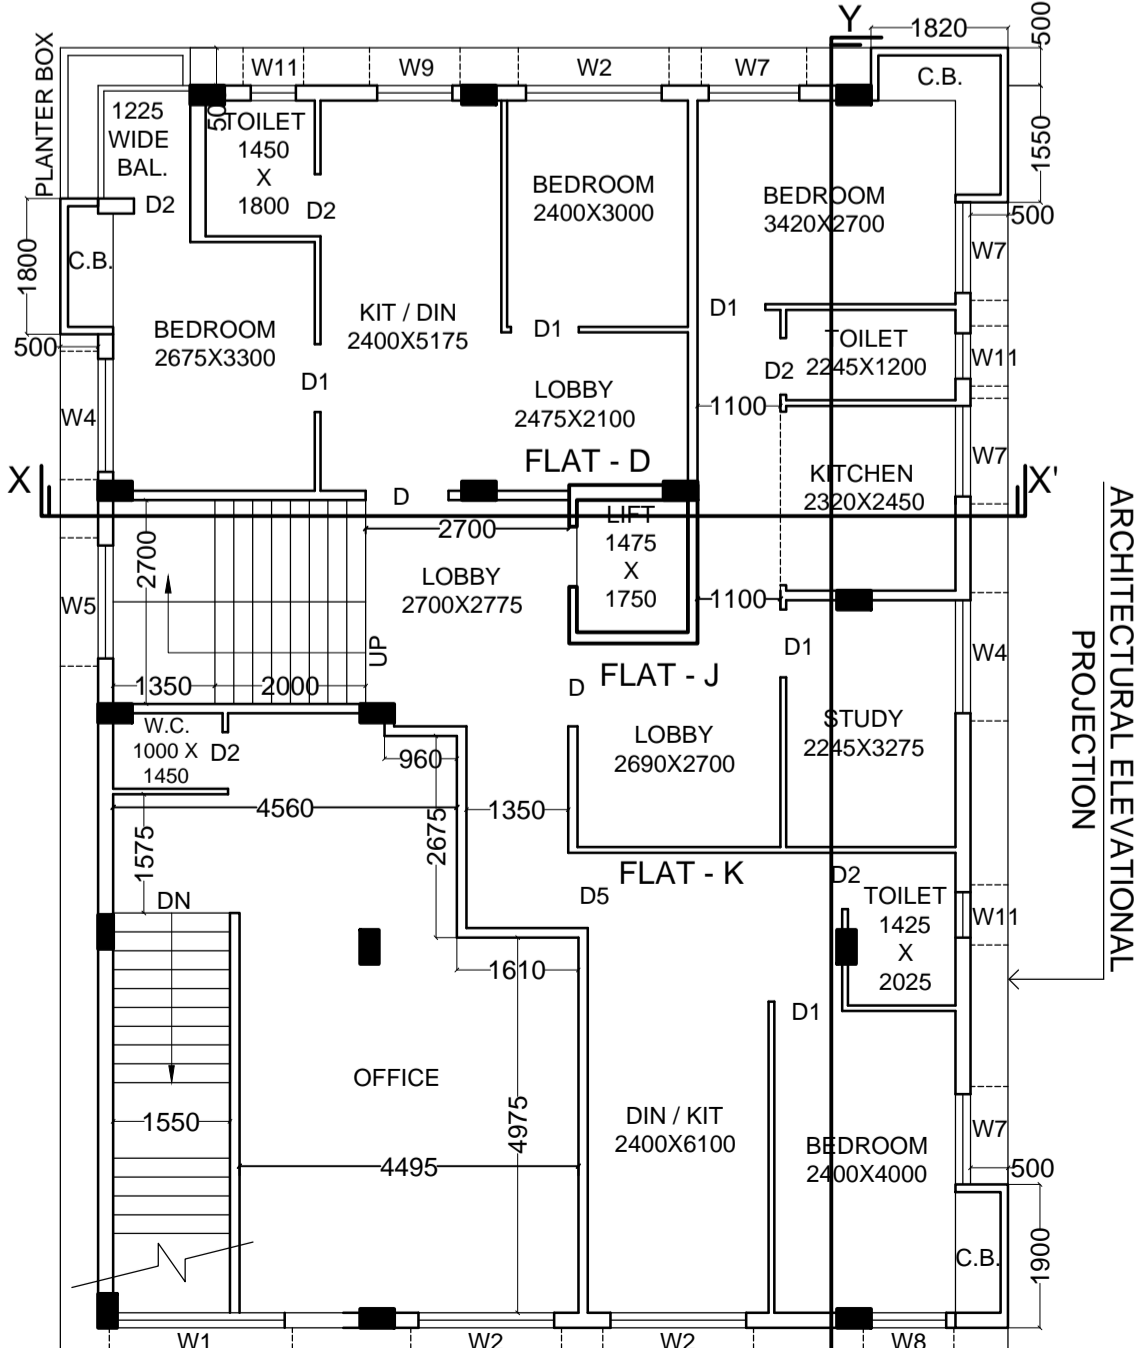 Y
1820
500
PLANTER BOX
W11
W9
W2
W7
C.B.
1225
WIDE
BAL.
50
TOILET
1450
X
1800
D2
D2
BEDROOM
2400X3000
BEDROOM
3420X2700
1550
500
W7
1800
C.B.
500
BEDROOM
2675X3300
KIT / DIN
2400X5175
D1
D1
D1
TOILET
2245X1200
D2
W11
W4
LOBBY
2475X2100
1100
FLAT - D
X
KITCHEN
2320X2450
W7
X'
D
2700
LIFT
1475
X
1750
2700
LOBBY
2700X2775
1100
W5
UP
1350
2000
FLAT - J
D
D1
W4
ARCHITECTURAL ELEVATIONAL
PROJECTION
W.C.
1000 X
1450
D2
960
LOBBY
2690X2700
STUDY
2245X3275
4560
1350
2675
1575
FLAT - K
D2
D5
DN
TOILET
1425
X
2025
W11
1610
D1
OFFICE
4975
1550
DIN / KIT
2400X6100
BEDROOM
2400X4000
W7
500
4495
C.B.
1900
W1
W2
W2
W8